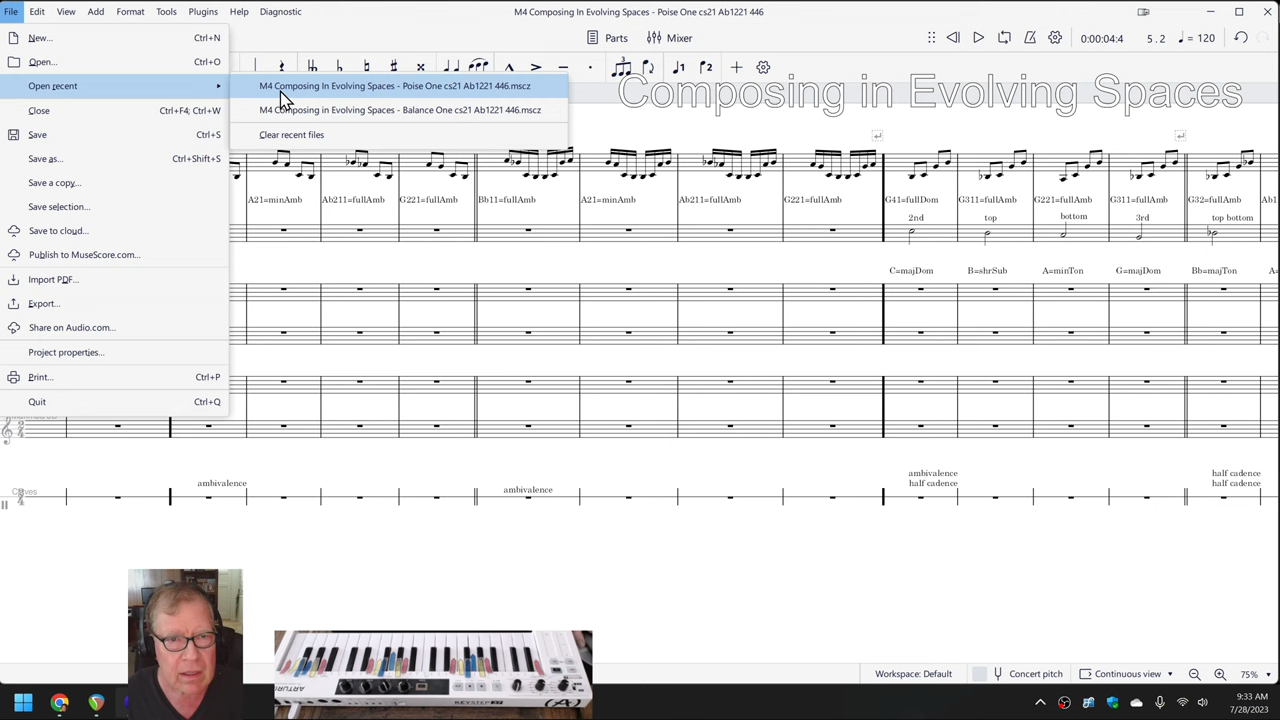 File Edit View Add Format Tools Plugins Help Diagnostic
M4 Composing In Evolving Spaces - Poise One cs21 Ab1221 446
Parts Mixer
0:00:04:4 5 . 2 = 120
New... Ctrl+N
Open... Ctrl+O
Open recent
Close Ctrl+F4; Ctrl+W
Save Ctrl+S
Save as... Ctrl+Shift+S
Save a copy...
Save selection...
Save to cloud...
Publish to MuseScore.com...
Import PDF...
Export...
Share on Audio.com...
Project properties...
Print... Ctrl+P
Quit Ctrl+Q
M4 Composing In Evolving Spaces - Poise One cs21 Ab1221 446.mscz
M4 Composing in Evolving Spaces - Balance One cs21 Ab1221 446.mscz
Clear recent files
Composing in Evolving Spaces
A21=minAmb Ab211=fullAmb G221=fullAmb Bb11=fullAmb A21=minAmb Ab211=fullAmb G221=fullAmb G41=fullDom G311=fullAmb G221=fullAmb G311=fullAmb G32=fullAmb
2nd top bottom 3rd top bottom
C=majDom B=shrSub A=minTon G=majDom Bb=majTon
Claves
ambivalence ambivalence
ambivalence half cadence
half cadence half cadence
ARTURIA KEYSTEP
Workspace: Default Concert pitch Continuous view 75%
9:33 AM
7/28/2023